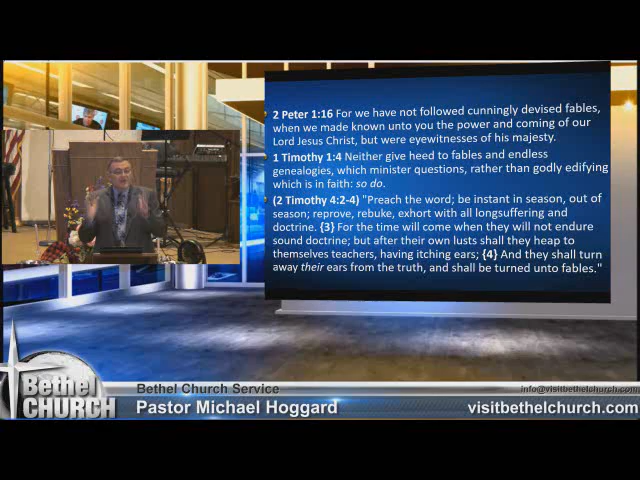 2 Peter 1:16 For we have not followed cunningly devised fables,
when we made known unto you the power and coming of our
Lord Jesus Christ, but were eyewitnesses of his majesty.
1 Timothy 1:4 Neither give heed to fables and endless
genealogies, which minister questions, rather than godly edifying
which is in faith: so do.
(2 Timothy 4:2-4) "Preach the word; be instant in season, out of
season; reprove, rebuke, exhort with all longsuffering and
doctrine. {3} For the time will come when they will not endure
sound doctrine; but after their own lusts shall they heap to
themselves teachers, having itching ears; {4} And they shall turn
away their ears from the truth, and shall be turned unto fables."
Bethel
CHURCH
Bethel Church Service
info@visitbethelchurch.com
Pastor Michael Hoggard
visitbethelchurch.com